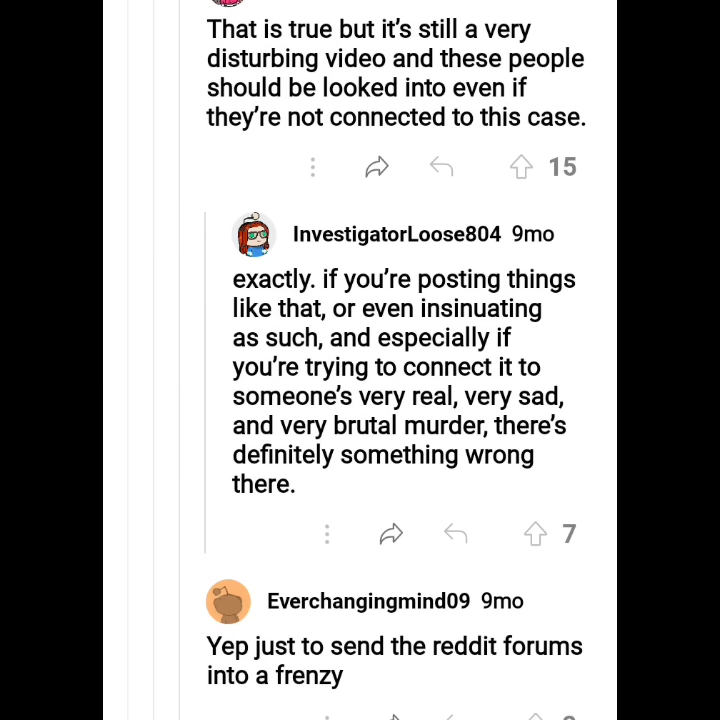 That is true but it’s still a very
disturbing video and these people
should be looked into even if
they’re not connected to this case.
15
InvestigatorLoose804 9mo
exactly. if you’re posting things
like that, or even insinuating
as such, and especially if
you’re trying to connect it to
someone’s very real, very sad,
and very brutal murder, there’s
definitely something wrong
there.
7
Everchangingmind09 9mo
Yep just to send the reddit forums
into a frenzy